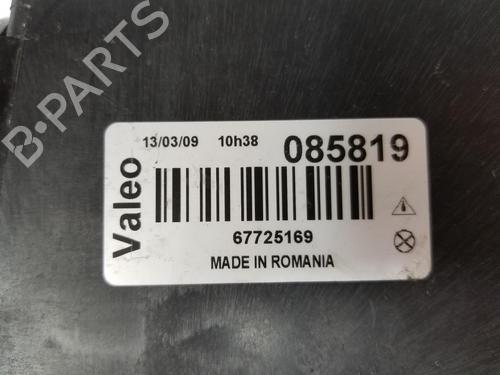 B-PARTS
Valeo
13/03/09 10h38 085819
67725169
MADE IN ROMANIA